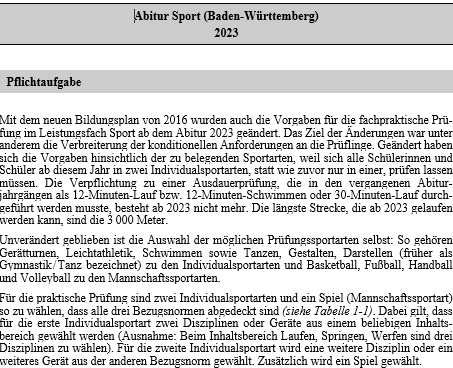 Abitur Sport (Baden-Württemberg)
2023
Pflichtaufgabe
Mit dem neuen Bildungsplan von 2016 wurden auch die Vorgaben für die fachpraktische Prü-
fung im Leistungsfach Sport ab dem Abitur 2023 geändert. Das Ziel der Änderungen war unter
anderem die Verbreiterung der konditionellen Anforderungen an die Prüflinge. Geändert haben
sich die Vorgaben hinsichtlich der zu belegenden Sportarten, weil sich alle Schülerinnen und
Schüler ab diesem Jahr in zwei Individualsportarten, statt wie zuvor nur in einer, prüfen lassen
müssen. Die Verpflichtung zu einer Ausdauerprüfung, die in den vergangenen Abitur-
jahrgängen als 12-Minuten-Lauf bzw. 12-Minuten-Schwimmen oder 30-Minuten-Lauf durch-
geführt werden musste, besteht ab 2023 nicht mehr. Die längste Strecke, die ab 2023 gelaufen
werden kann, sind die 3 000 Meter.
Unverändert geblieben ist die Auswahl der möglichen Prüfungssportarten selbst: So gehören
Gerätturnen, Leichtathletik, Schwimmen sowie Tanzen, Gestalten, Darstellen (früher als
Gymnastik/Tanz bezeichnet) zu den Individualsportarten und Basketball, Fußball, Handball
und Volleyball zu den Mannschaftssportarten.
Für die praktische Prüfung sind zwei Individualsportarten und ein Spiel (Mannschaftssportart)
so zu wählen, dass alle drei Bezugsnormen abgedeckt sind (siehe Tabelle 1-1). Dabei gilt, dass
für die erste Individualsportart zwei Disziplinen oder Geräte aus einem beliebigen Inhalts-
bereich gewählt werden (Ausnahme: Beim Inhaltsbereich Laufen, Springen, Werfen sind drei
Disziplinen zu wählen). Für die zweite Individualsportart wird eine weitere Disziplin oder ein
weiteres Gerät aus der anderen Bezugsnorm gewählt. Zusätzlich wird ein Spiel gewählt.